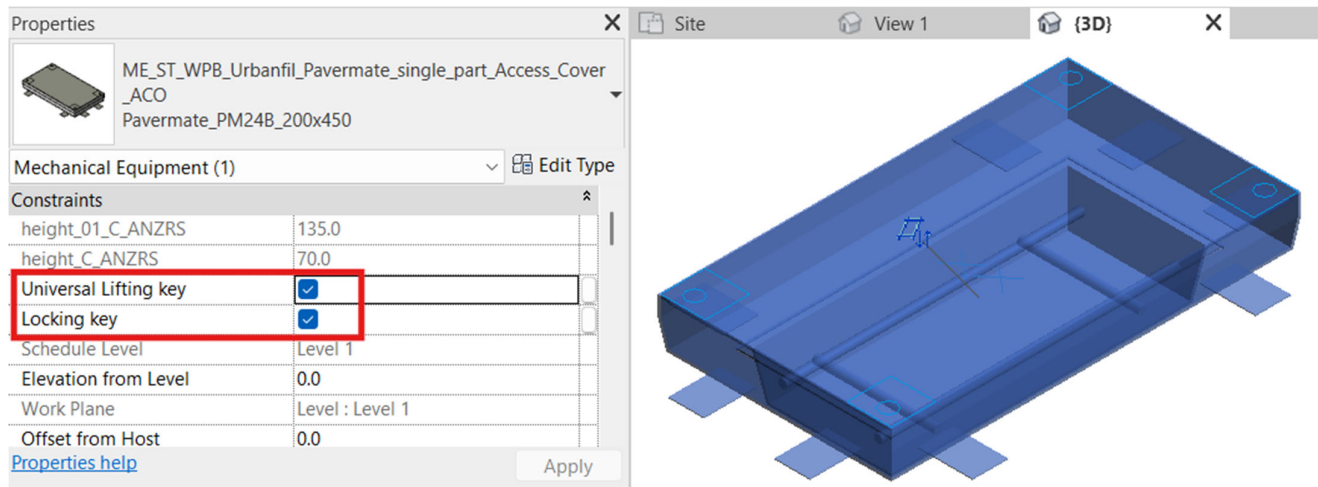 Properties
ME_ST_WPB_Urbanfil_Pavermate_single_part_Access_Cover
_ACO
Pavermate_PM24B_200x450
Mechanical Equipment (1)
Edit Type
Constraints
height_01_C_ANZRS 135.0
height_C_ANZRS 70.0
Universal Lifting key
Locking key
Schedule Level Level 1
Elevation from Level 0.0
Work Plane Level : Level 1
Offset from Host 0.0
Properties help
Apply
Site
View 1
{3D}